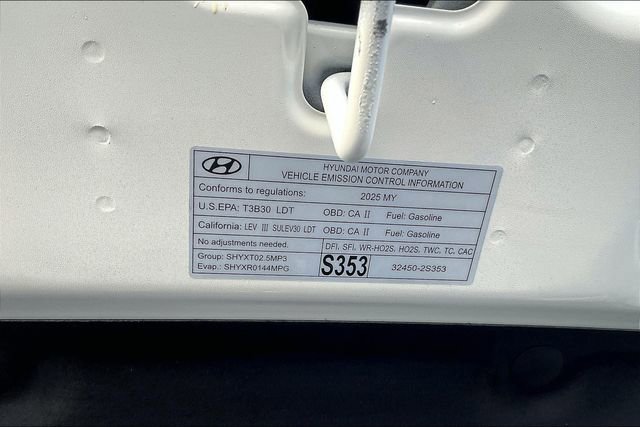 HYUNDAI MOTOR COMPANY
VEHICLE EMISSION CONTROL INFORMATION
Conforms to regulations: 2025 MY
U.S.EPA: T3B30 LDT OBD: CA II Fuel: Gasoline
California: LEV III SULEV30 LDT OBD: CA II Fuel: Gasoline
No adjustments needed. DFI, SFI, WR-HO2S, HO2S, TWC, TC, CAC
Group: SHYXT02.5MP3
Evap.: SHYXR0144MPG
S353
32450-2S353